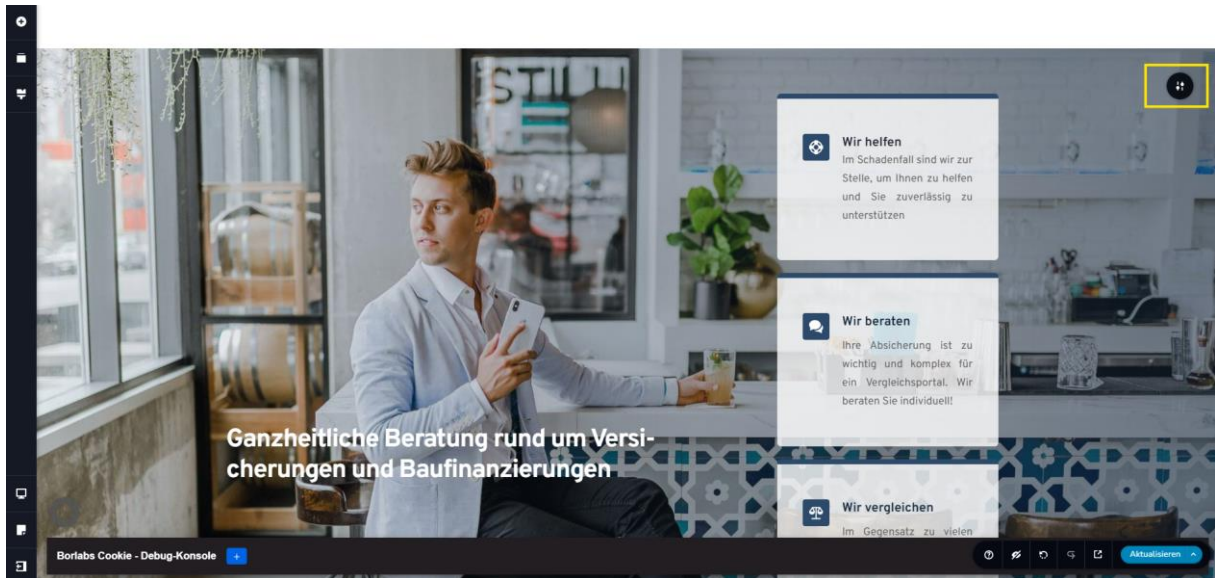 STIL
Wir helfen
Im Schadenfall sind wir zur
Stelle, um Ihnen zu helfen
und Sie zuverlässig zu
unterstützen
Wir beraten
Ihre Absicherung ist zu
wichtig und komplex für
ein Vergleichsportal. Wir
beraten Sie individuell!
Ganzheitliche Beratung rund um Versi-
cherungen und Baufinanzierungen
Wir vergleichen
Im Gegensatz zu vielen
Borlabs Cookie - Debug-Konsole
Aktualisieren